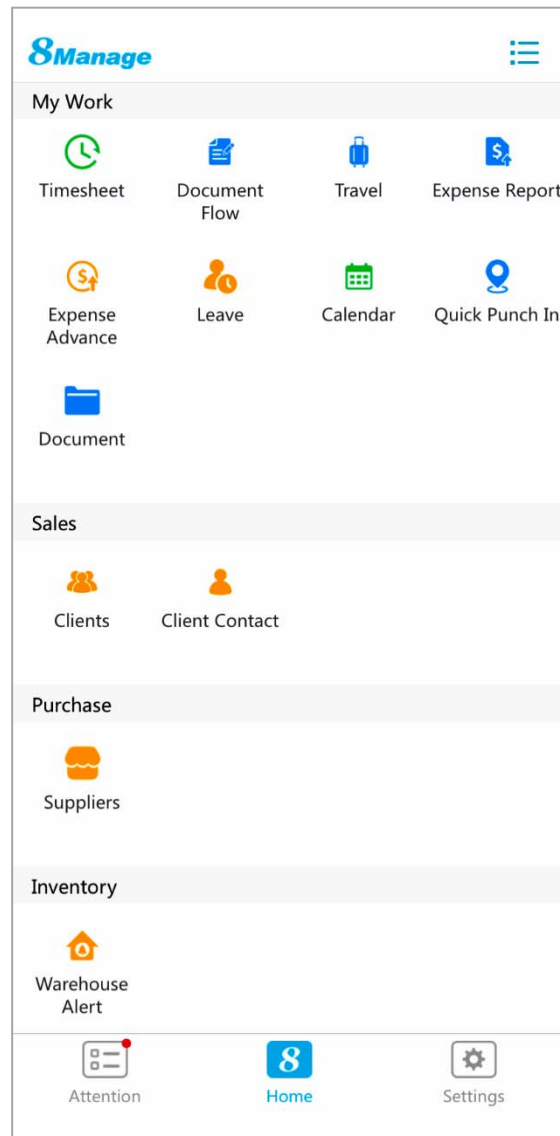 8Manage
My Work
Timesheet
Document
Flow
Travel
Expense Report
Expense
Advance
Leave
Calendar
Quick Punch In
Document
Sales
Clients
Client Contact
Purchase
Suppliers
Inventory
Warehouse
Alert
Attention
8
Home
Settings